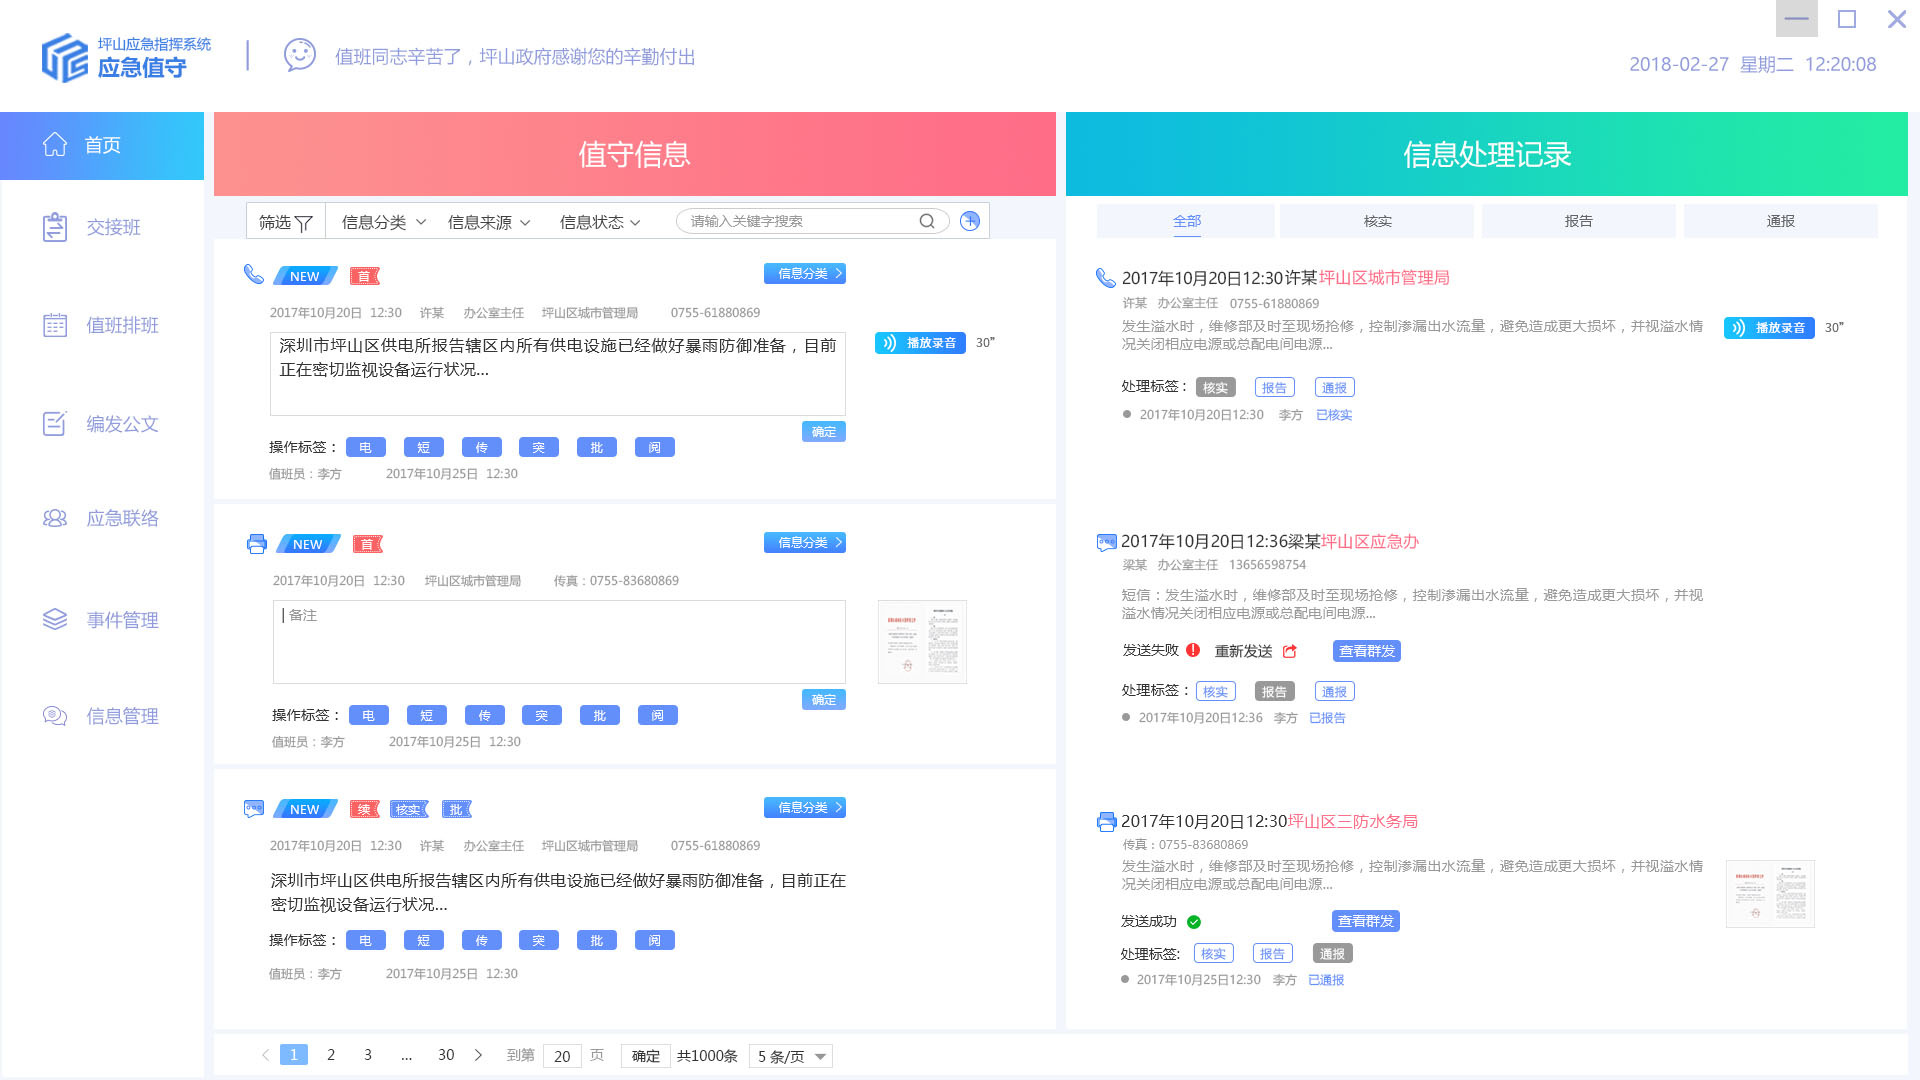 坪山应急指挥系统
应急值守
值班同志辛苦了，坪山政府感谢您的辛勤付出
2018-02-27 星期二 12:20:08
首页
交接班
值班排班
编发公文
应急联络
事件管理
信息管理
值守信息
筛选 信息分类 信息来源 信息状态 请输入关键字搜索
NEW 首 信息分类
2017年10月20日 12:30 许某 办公室主任 坪山区城市管理局 0755-61880869
深圳市坪山区供电所报告辖区内所有供电设施已经做好暴雨防御准备，目前
正在密切监视设备运行状况...
播放录音 30”
确定
操作标签： 电 短 传 突 批 阅
值班员：李方 2017年10月25日 12:30
NEW 首 信息分类
2017年10月20日 12:30 坪山区城市管理局 传真：0755-83680869
备注
确定
操作标签： 电 短 传 突 批 阅
值班员：李方 2017年10月25日 12:30
NEW 续 核实 批 信息分类
2017年10月20日 12:30 许某 办公室主任 坪山区城市管理局 0755-61880869
深圳市坪山区供电所报告辖区内所有供电设施已经做好暴雨防御准备，目前正在
密切监视设备运行状况...
操作标签： 电 短 传 突 批 阅
值班员：李方 2017年10月25日 12:30
1 2 3 ... 30 到第 20 页 确定 共1000条 5 条/页
信息处理记录
全部 核实 报告 通报
2017年10月20日12:30许某坪山区城市管理局
许某 办公室主任 0755-61880869
发生溢水时，维修部及时至现场抢修，控制渗漏出水流量，避免造成更大损坏，并视溢水情
况关闭相应电源或总配电间电源...
播放录音 30”
处理标签： 核实 报告 通报
2017年10月20日12:30 李方 已核实
2017年10月20日12:36梁某坪山区应急办
梁某 办公室主任 13656598754
短信：发生溢水时，维修部及时至现场抢修，控制渗漏出水流量，避免造成更大损坏，并视
溢水情况关闭相应电源或总配电间电源...
发送失败 重新发送 查看群发
处理标签： 核实 报告 通报
2017年10月20日12:36 李方 已报告
2017年10月20日12:30坪山区三防水务局
传真：0755-83680869
发生溢水时，维修部及时至现场抢修，控制渗漏出水流量，避免造成更大损坏，并视溢水情
况关闭相应电源或总配电间电源...
发送成功 查看群发
处理标签: 核实 报告 通报
2017年10月25日12:30 李方 已通报